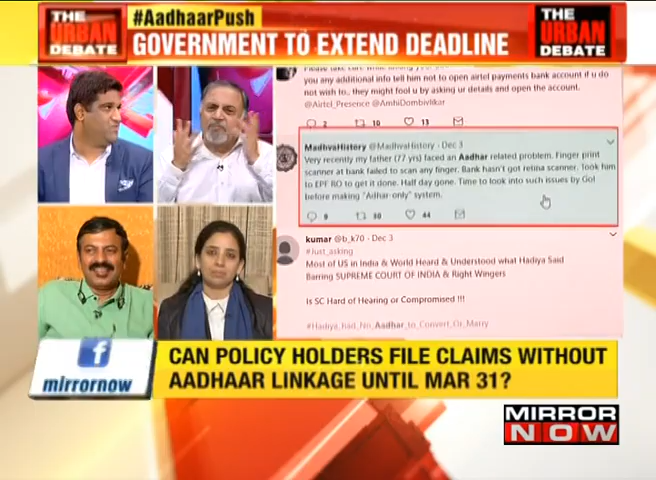 THE
URBAN
DEBATE
#AadhaarPush
GOVERNMENT TO EXTEND DEADLINE
THE
URBAN
DEBATE
you any additional info tell him not to open airtel payments bank account if u do
not wish to.. they might fool u by asking ur details and open the account.
@Airtel_Presence @AmhiDombivlikar
2 10 13
MadhvaHistory @MadhvaHistory · Dec 3
Very recently my father (77 yrs) faced an Aadhar related problem. Finger print
scanner at bank failed to scan any finger. Bank hasn't got retina scanner. Took him
to EPF RO to get it done. Half day gone. Time to look into such issues by GoI
before making "Adhar-only" system.
9 30 44
kumar @b_k70 · Dec 3
#Just_asking
Most of US in India & World Heard & Understood what Hadiya Said
Barring SUPREME COURT OF INDIA & Right Wingers
Is SC Hard of Hearing or Compromised !!!
#Hadiya_had_No_Aadhar_to_Convert_Or_Marry
f
mirrornow
CAN POLICY HOLDERS FILE CLAIMS WITHOUT
AADHAAR LINKAGE UNTIL MAR 31?
MIRROR
NOW